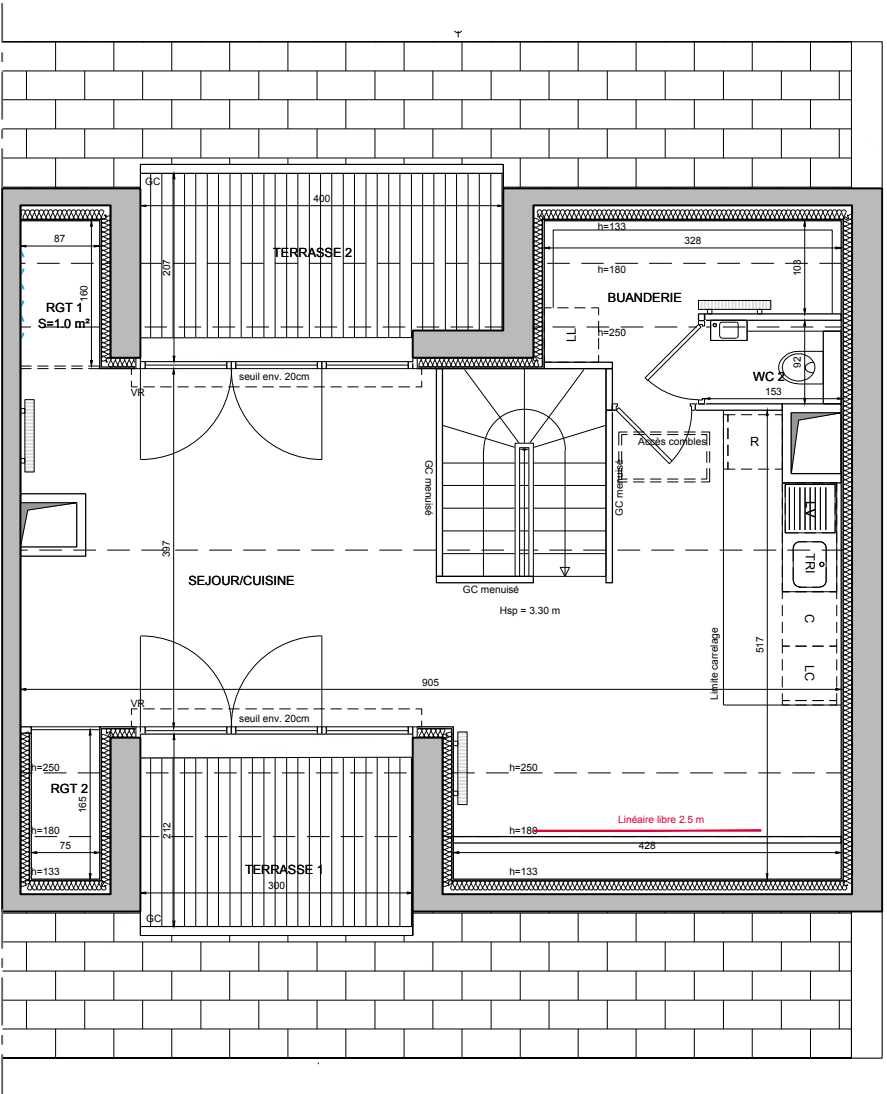 GC
400
TERRASSE 2
207
87
160
RGT 1
S=1.0 m²
h=133
328
103
h=180
BUANDERIE
LL
h=250
WC 2
92
153
seuil env. 20cm
VR
Accès combles
R
GC menuisé
GC menuisé
LV
TRI
397
SEJOUR/CUISINE
GC menuisé
Hsp = 3.30 m
C
LC
Limite carrelage
517
905
VR
seuil env. 20cm
h=250
RGT 2
165
h=180
75
h=133
212
TERRASSE 1
300
GC
h=250
Linéaire libre 2.5 m
h=180
428
h=133